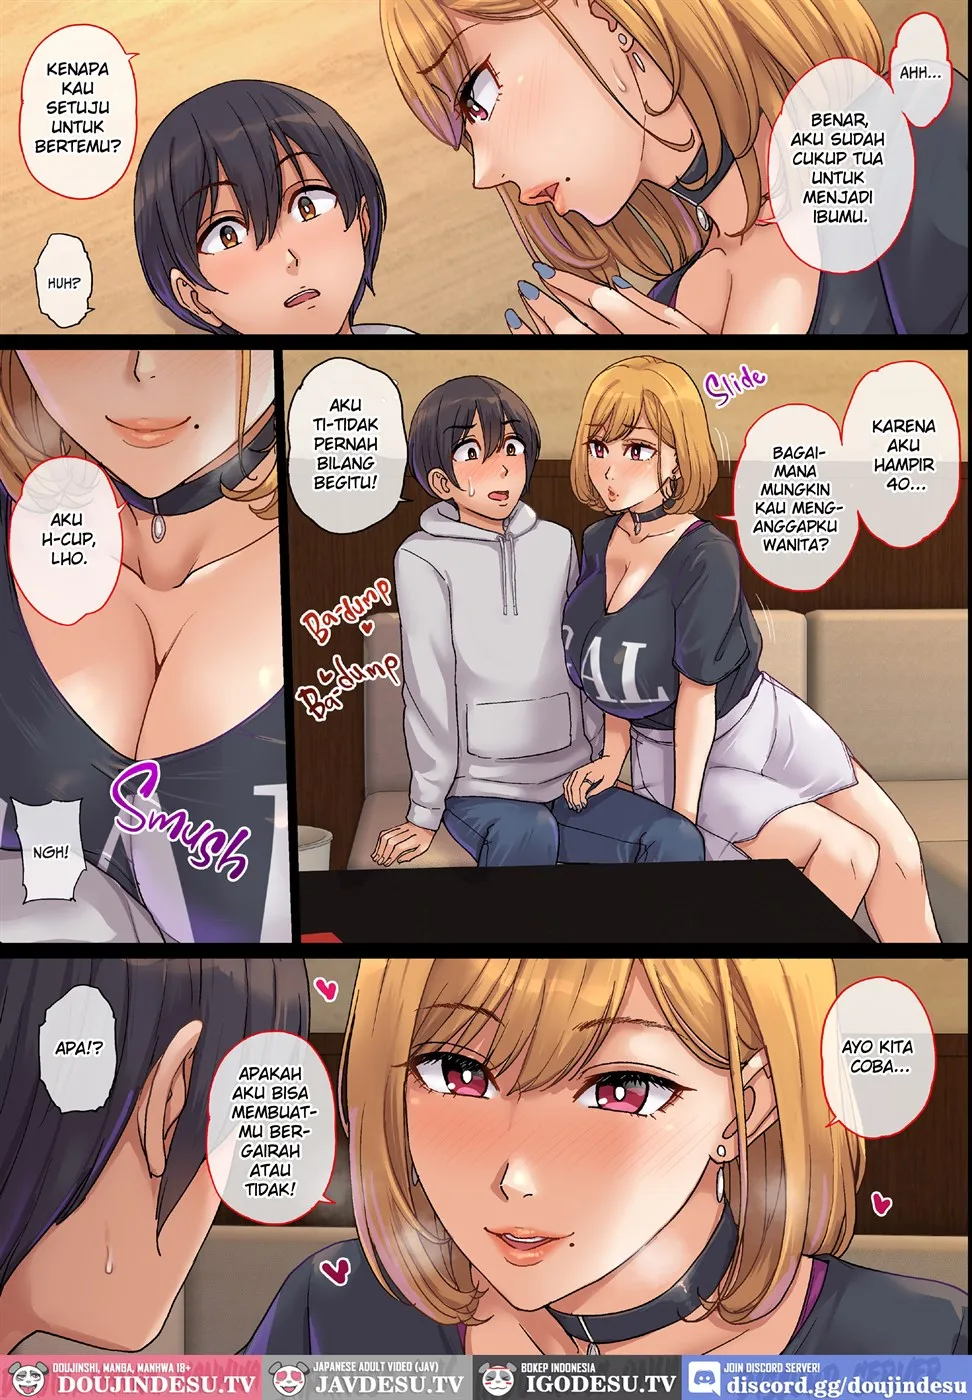 AHH...
BENAR,
AKU SUDAH
CUKUP TUA
UNTUK
MENJADI
IBUMU.
KENAPA
KAU
SETUJU
UNTUK
BERTEMU?
HUH?
KARENA
AKU
HAMPIR
40...
BAGAI-
MANA
MUNGKIN
KAU MENG-
ANGGAPKU
WANITA?
Slide
AKU
TI-TIDAK
PERNAH
BILANG
BEGITU!
Ba-dump
Ba-dump
GAL
AKU
H-CUP,
LHO.
Smush
NGH!
AYO KITA
COBA...
APAKAH
AKU BISA
MEMBUAT-
MU BER-
GAIRAH
ATAU
TIDAK!
APA!?
DOUJINSHI, MANGA, MANHWA 18+
DOUJINDESU.TV
JAPANESE ADULT VIDEO (JAV)
JAVDESU.TV
BOKEP INDONESIA
IGODESU.TV
JOIN DISCORD SERVER!
discord.gg/doujindesu